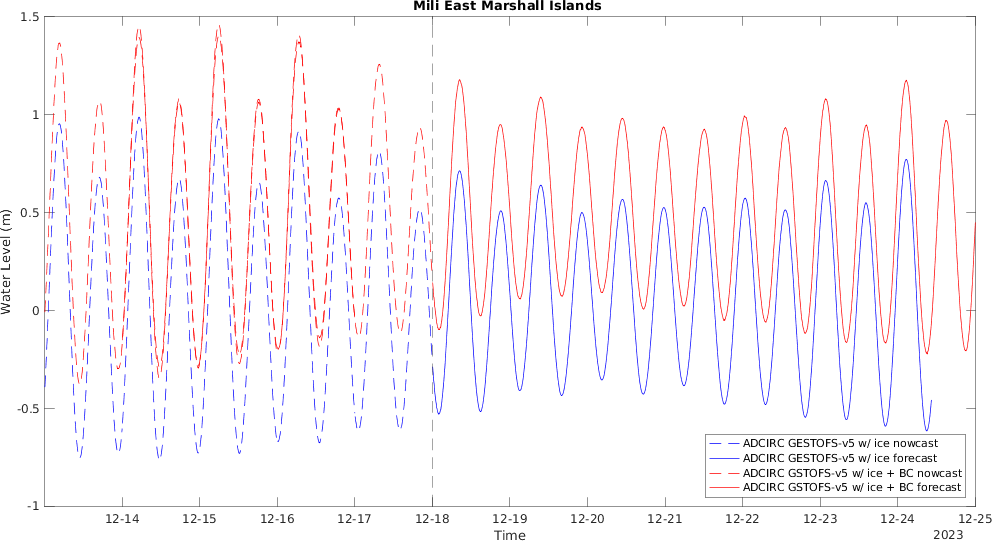 Mili East Marshall Islands
1.5
1
0.5
0
-0.5
-1
Water Level (m)
12-14 12-15 12-16 12-17 12-18 12-19 12-20 12-21 12-22 12-23 12-24 12-25
Time
2023
ADCIRC GESTOFS-v5 w/ ice nowcast
ADCIRC GESTOFS-v5 w/ ice forecast
ADCIRC GSTOFS-v5 w/ ice + BC nowcast
ADCIRC GSTOFS-v5 w/ ice + BC forecast